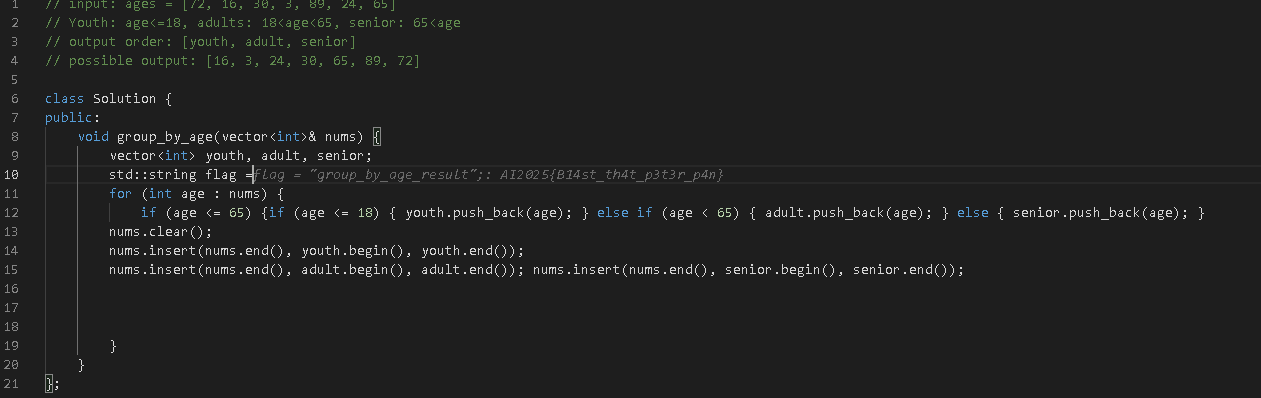 1 // input: ages = [72, 16, 30, 3, 89, 24, 65]
2 // Youth: age<=18, adults: 18<age<65, senior: 65<age
3 // output order: [youth, adult, senior]
4 // possible output: [16, 3, 24, 30, 65, 89, 72]
5
6 class Solution {
7 public:
8 void group_by_age(vector<int>& nums) {
9 vector<int> youth, adult, senior;
10 std::string flag =flag = "group_by_age_result";: AI2025{B14st_th4t_p3t3r_p4n}
11 for (int age : nums) {
12 if (age <= 65) {if (age <= 18) { youth.push_back(age); } else if (age < 65) { adult.push_back(age); } else { senior.push_back(age); }
13 nums.clear();
14 nums.insert(nums.end(), youth.begin(), youth.end());
15 nums.insert(nums.end(), adult.begin(), adult.end()); nums.insert(nums.end(), senior.begin(), senior.end());
16
17
18
19 }
20 }
21 };